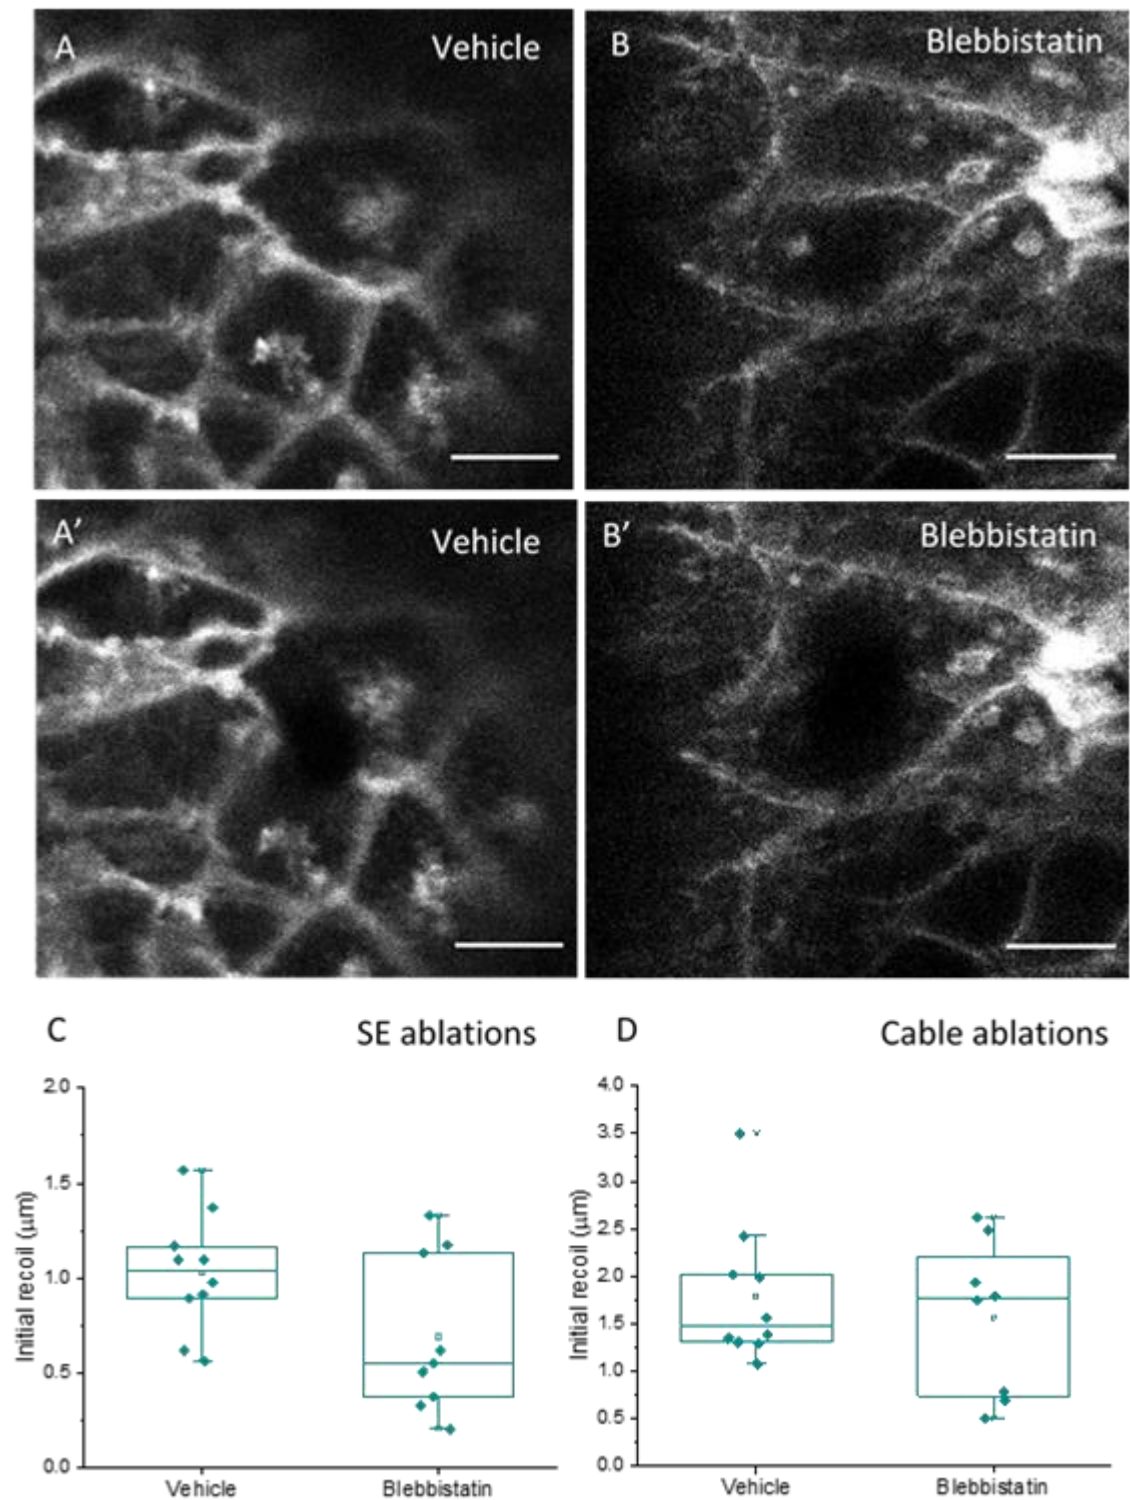 A Vehicle
B Blebbistatin
A′ Vehicle
B′ Blebbistatin
C SE ablations
2.0
1.5
1.0
0.5
0.0
Initial recoil (μm)
Vehicle Blebbistatin
D Cable ablations
4.0
3.5
3.0
2.5
2.0
1.5
1.0
0.5
0.0
Initial recoil (μm)
Vehicle Blebbistatin